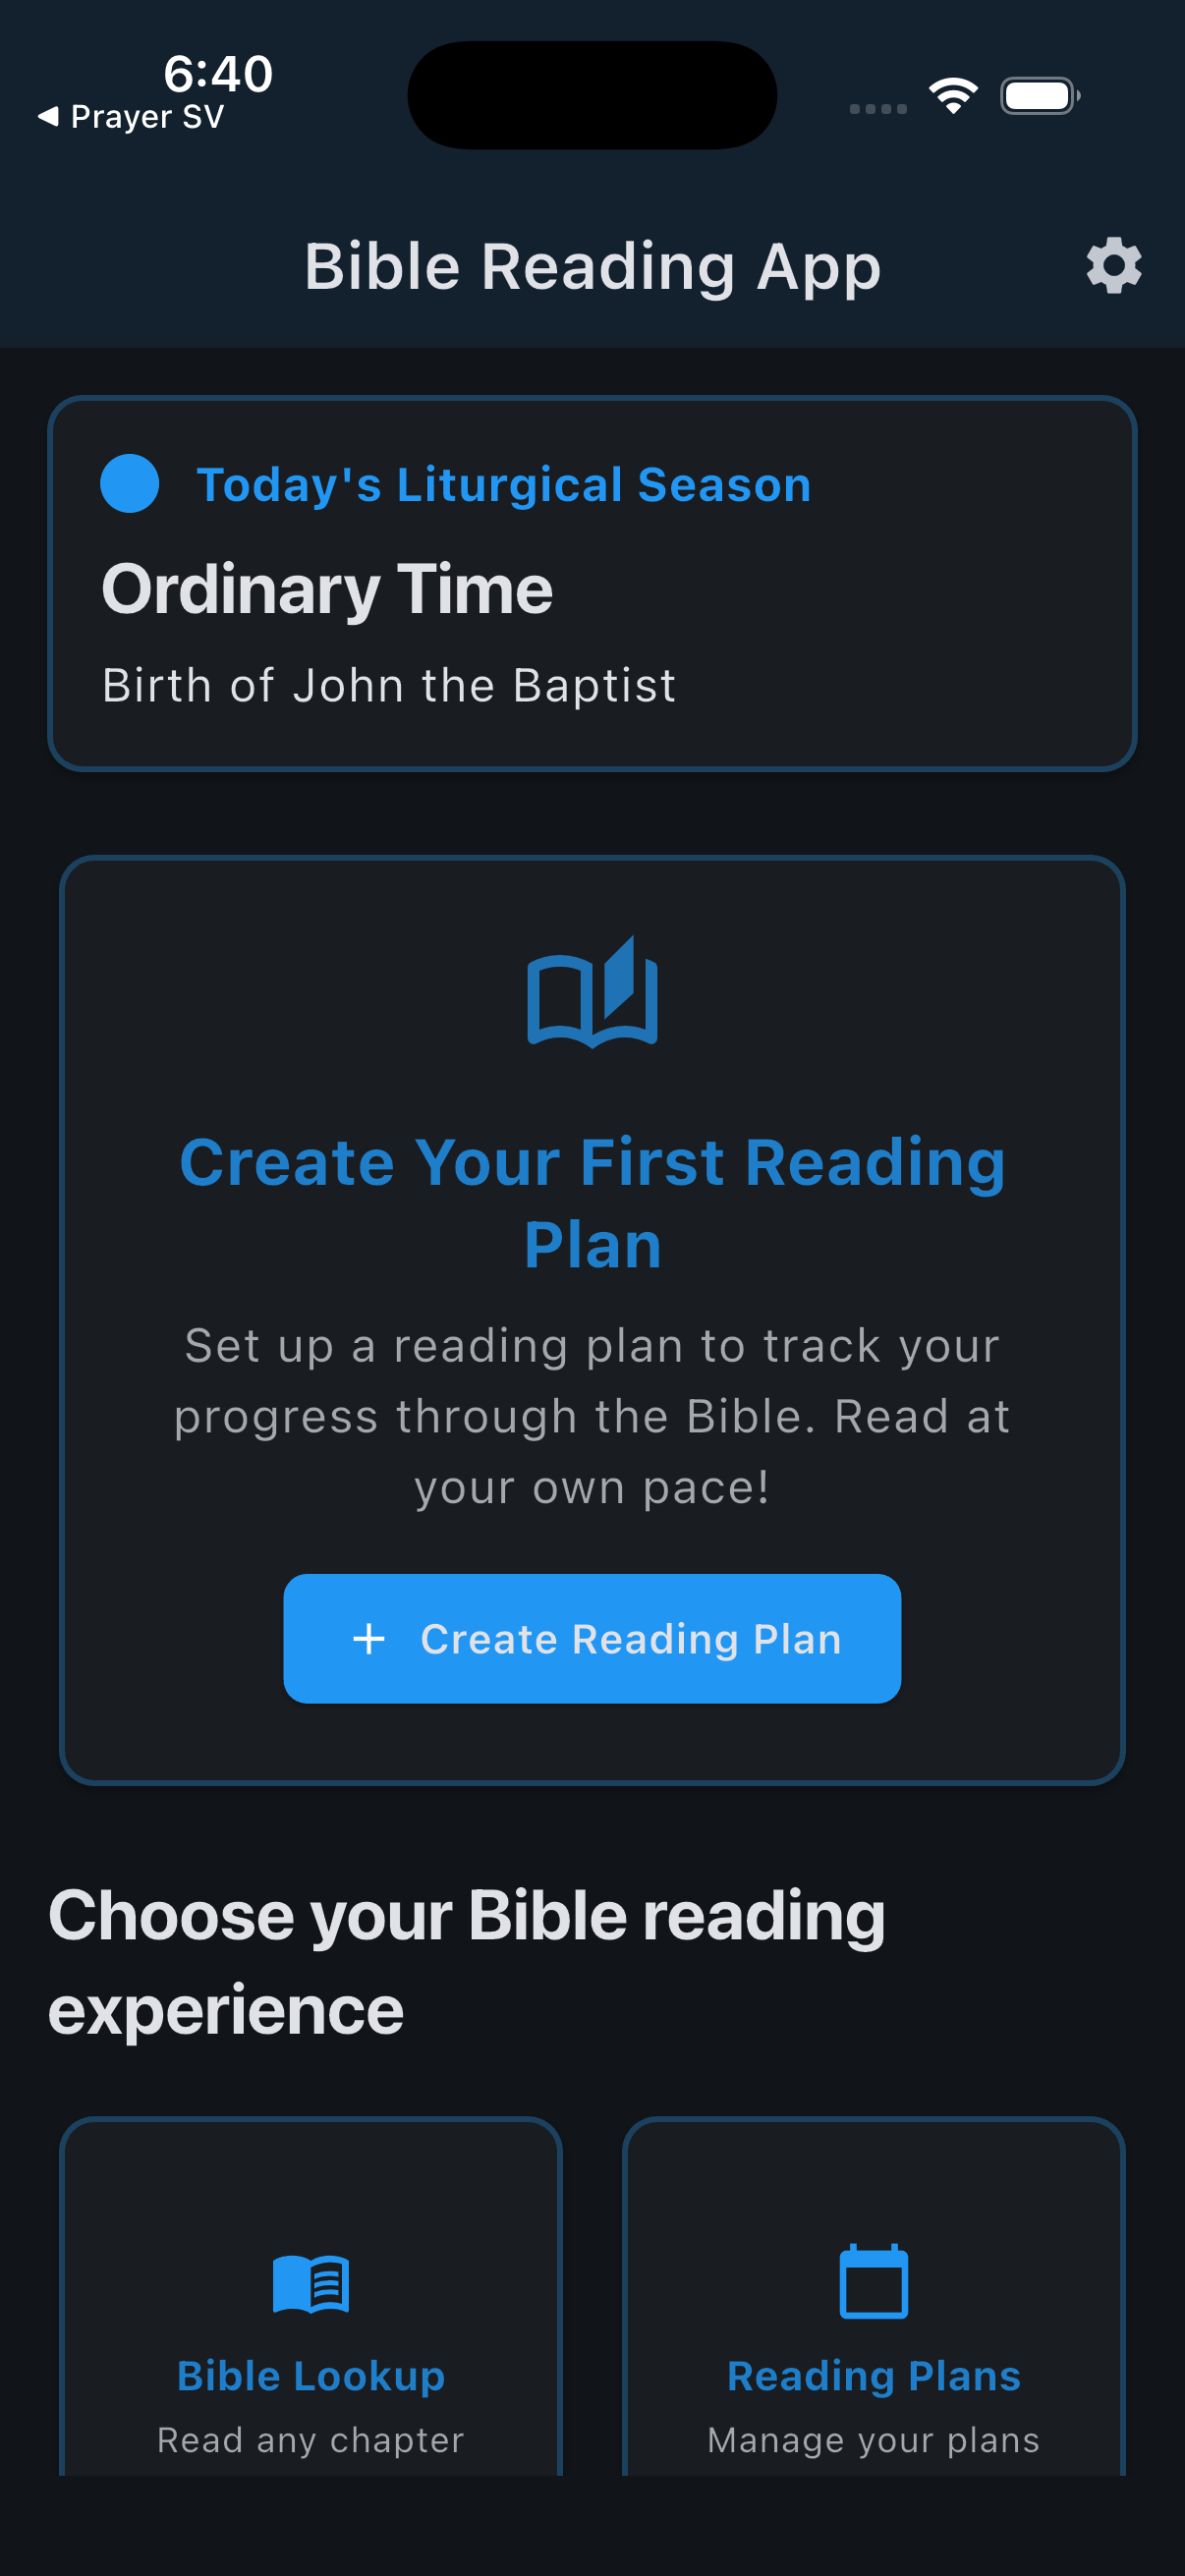 6:40
Prayer SV
Bible Reading App
Today's Liturgical Season
Ordinary Time
Birth of John the Baptist
Create Your First Reading
Plan
Set up a reading plan to track your
progress through the Bible. Read at
your own pace!
Create Reading Plan
Choose your Bible reading
experience
Bible Lookup
Read any chapter
Reading Plans
Manage your plans